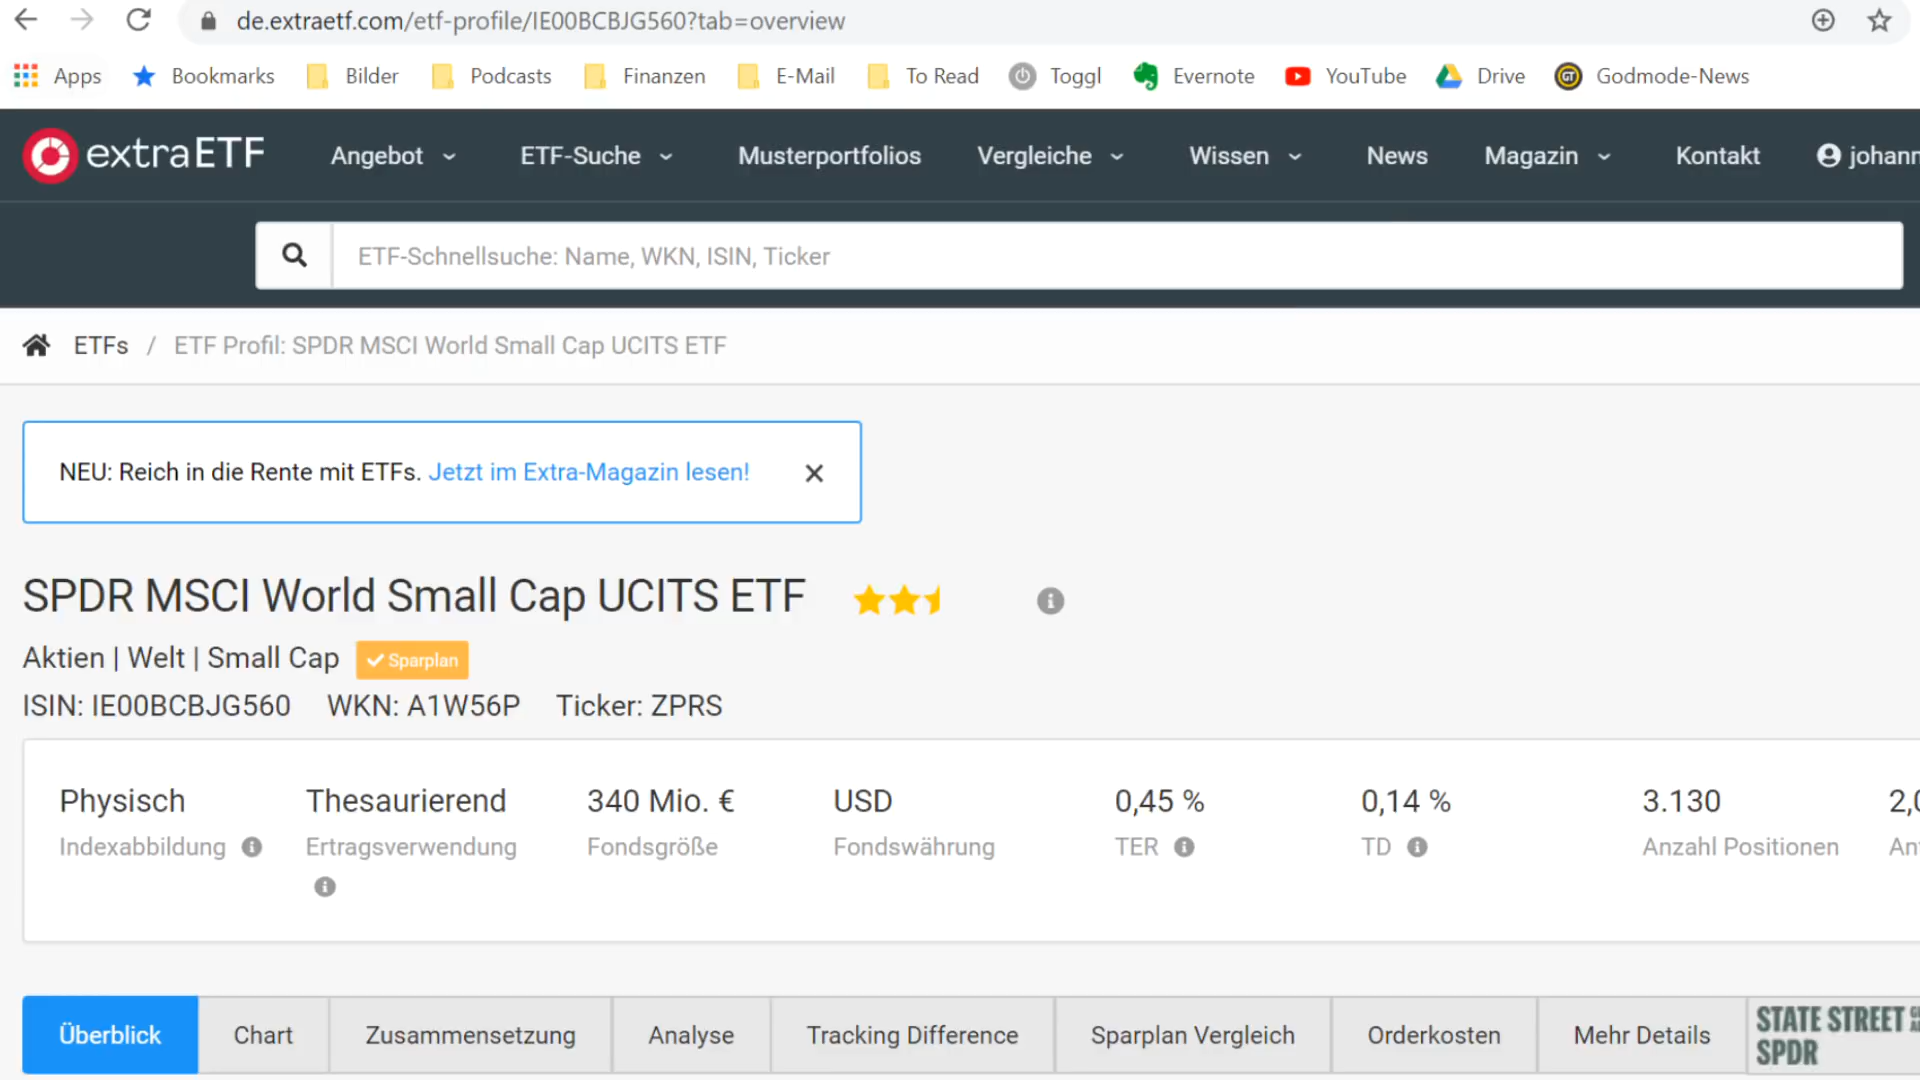 de.extraetf.com/etf-profile/IE00BCBJG560?tab=overview
Apps Bookmarks Bilder Podcasts Finanzen E-Mail To Read Toggl Evernote YouTube Drive Godmode-News
extraETF Angebot ETF-Suche Musterportfolios Vergleiche Wissen News Magazin Kontakt johann
ETF-Schnellsuche: Name, WKN, ISIN, Ticker
ETFs / ETF Profil: SPDR MSCI World Small Cap UCITS ETF
NEU: Reich in die Rente mit ETFs. Jetzt im Extra-Magazin lesen!
SPDR MSCI World Small Cap UCITS ETF
Aktien | Welt | Small Cap Sparplan
ISIN: IE00BCBJG560 WKN: A1W56P Ticker: ZPRS
Physisch Thesaurierend 340 Mio. € USD 0,45 % 0,14 % 3.130 2,0
Indexabbildung Ertragsverwendung Fondsgröße Fondswährung TER TD Anzahl Positionen An
Überblick Chart Zusammensetzung Analyse Tracking Difference Sparplan Vergleich Orderkosten Mehr Details
STATE STREET
SPDR